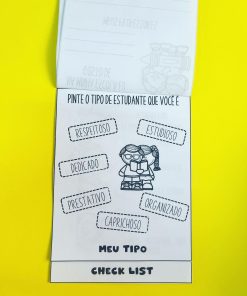 PINTE O TIPO DE ESTUDANTE QUE VOCÊ É
RESPEITOSO
ESTUDIOSO
DEDICADO
PRESTATIVO
ORGANIZADO
CAPRICHOSO
MEU TIPO
CHECK LIST